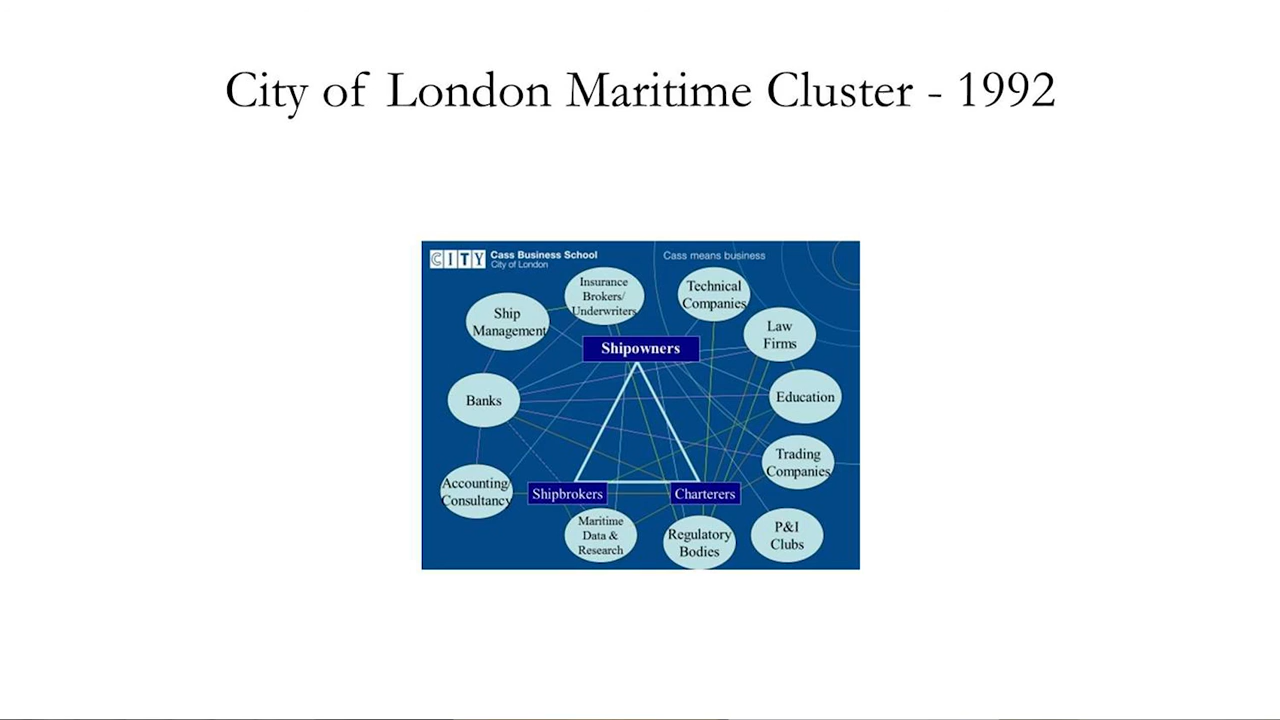 City of London Maritime Cluster - 1992
CITY
Cass Business School
City of London
Cass means business
Insurance
Brokers/
Underwriters
Technical
Companies
Ship
Management
Law
Firms
Shipowners
Banks
Education
Trading
Companies
Accounting/
Consultancy
Shipbrokers
Charterers
Maritime
Data &
Research
Regulatory
Bodies
P&I
Clubs